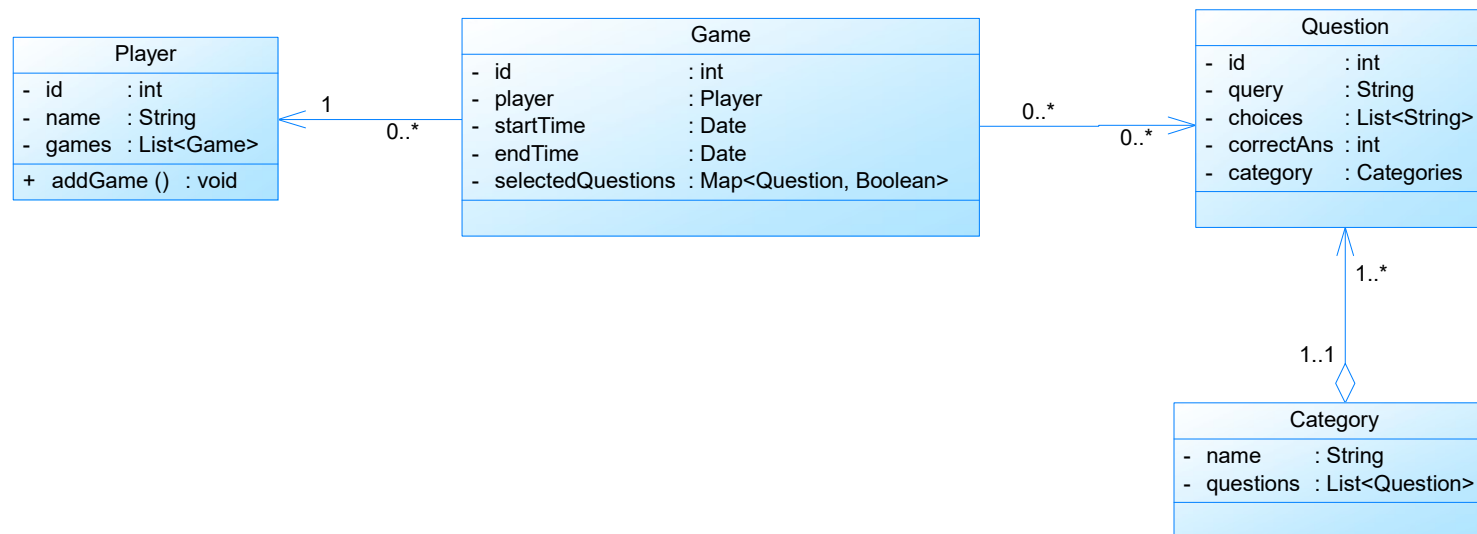 Player
- id : int
- name : String
- games : List<Game>
+ addGame () : void
1
0..*
Game
- id : int
- player : Player
- startTime : Date
- endTime : Date
- selectedQuestions : Map<Question, Boolean>
0..*
0..*
Question
- id : int
- query : String
- choices : List<String>
- correctAns : int
- category : Categories
1..*
1..1
Category
- name : String
- questions : List<Question>